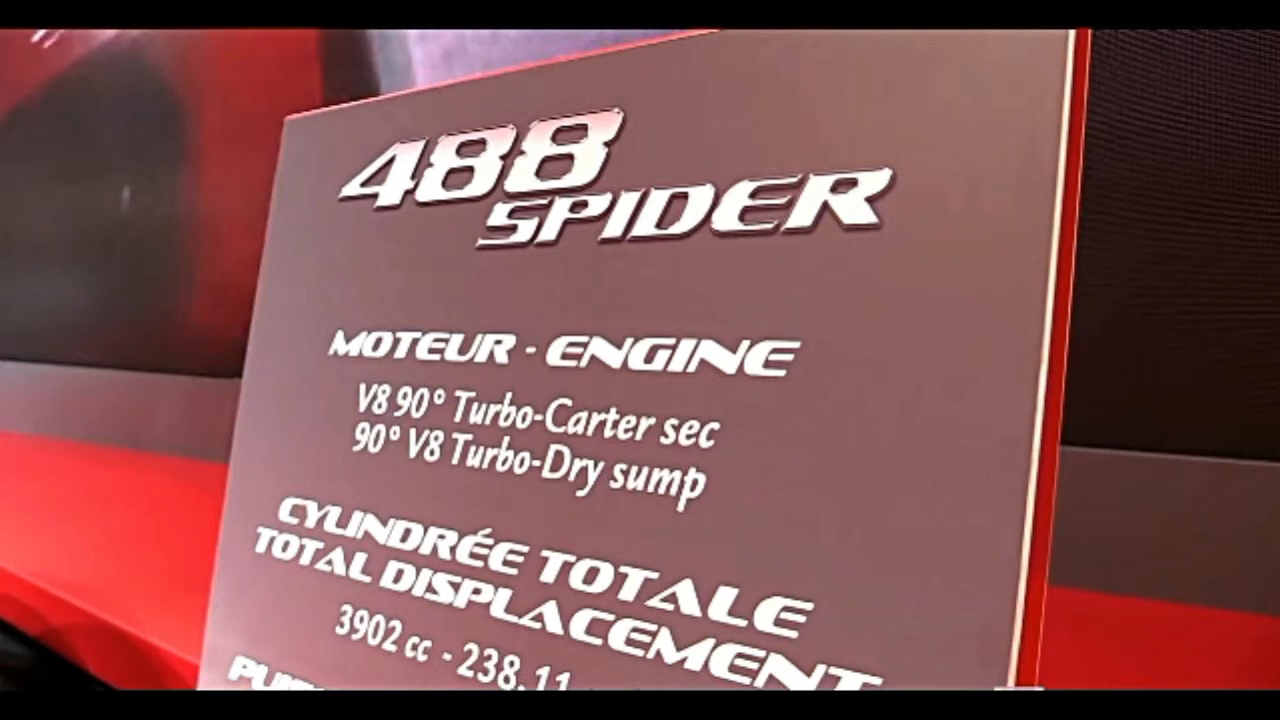 488
SPIDER
MOTEUR - ENGINE
V8 90° Turbo-Carter sec
90° V8 Turbo-Dry sump
CYLINDRÉE TOTALE
TOTAL DISPLACEMENT
3902 cc - 238.11